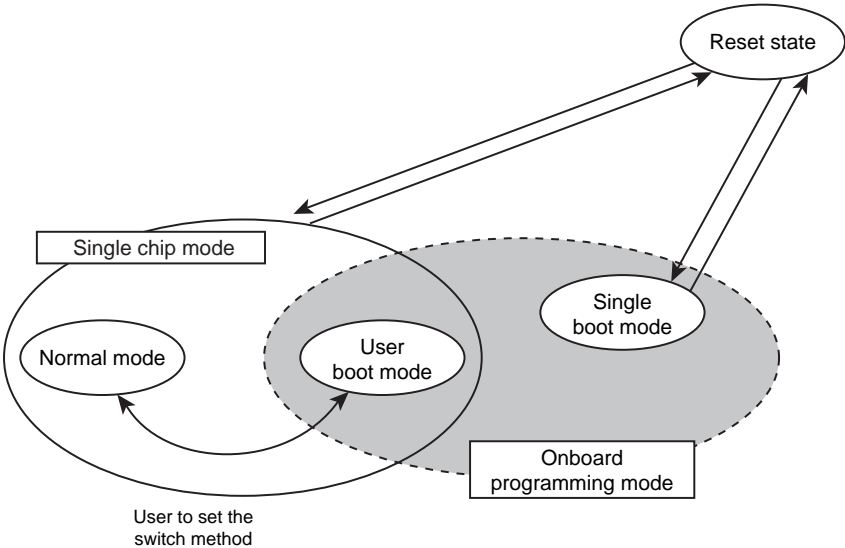 Reset state
Single chip mode
Single
boot mode
Normal mode
User
boot mode
Onboard
programming mode
User to set the
switch method